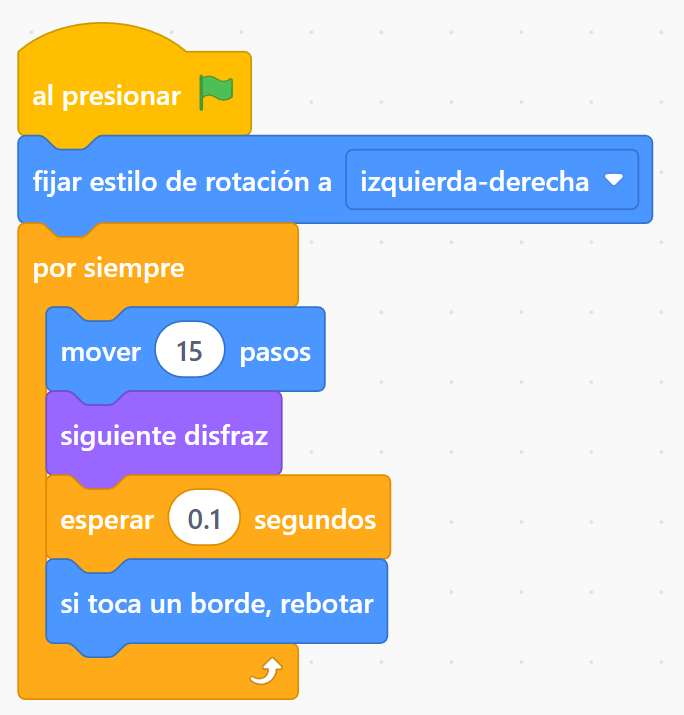 al presionar
fijar estilo de rotación a izquierda-derecha
por siempre
mover 15 pasos
siguiente disfraz
esperar 0.1 segundos
si toca un borde, rebotar